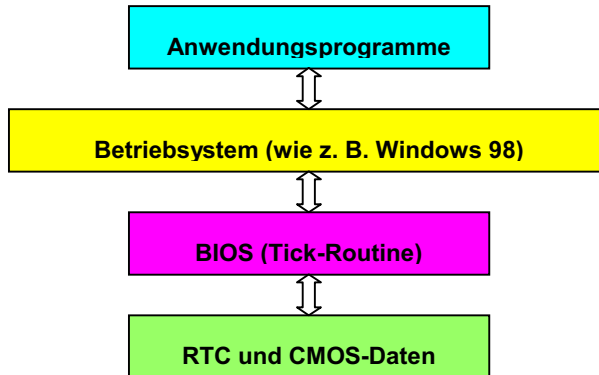 Anwendungsprogramme
Betriebsystem (wie z. B. Windows 98)
BIOS (Tick-Routine)
RTC und CMOS-Daten